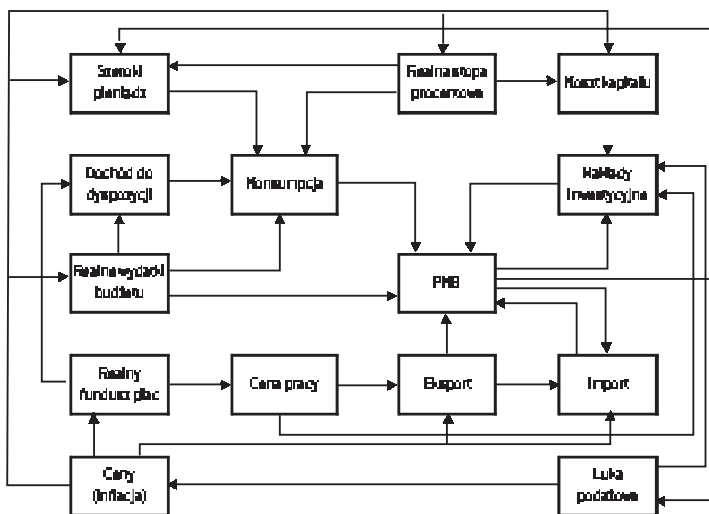 Szeroki
pieniądz
Realna stopa
procentowa
Koszt kapitału
Dochód do
dyspozycji
Konsumpcja
Nakłady
inwestycyjne
Realne wydatki
budżetu
PKB
Realny
fundusz płac
Cena pracy
Eksport
Import
Ceny
(inflacja)
Luka
podatkowa